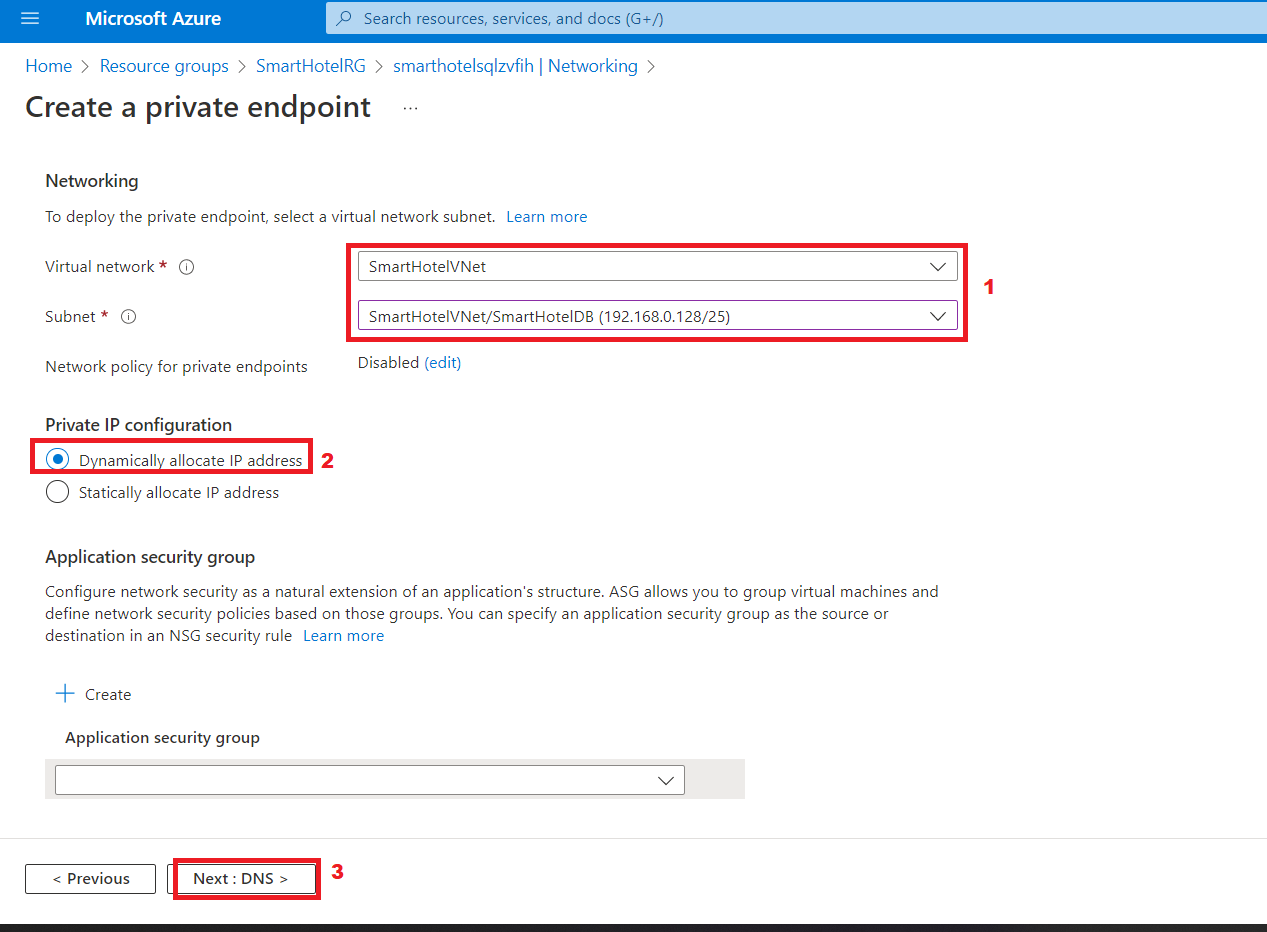 Microsoft Azure
Search resources, services, and docs (G+/)
Home > Resource groups > SmartHotelRG > smarthotelsqlzvfih | Networking >
Create a private endpoint ...
Networking
To deploy the private endpoint, select a virtual network subnet. Learn more
Virtual network *
SmartHotelVNet
1
Subnet *
SmartHotelVNet/SmartHotelDB (192.168.0.128/25)
Network policy for private endpoints
Disabled (edit)
Private IP configuration
Dynamically allocate IP address
2
Statically allocate IP address
Application security group
Configure network security as a natural extension of an application's structure. ASG allows you to group virtual machines and
define network security policies based on those groups. You can specify an application security group as the source or
destination in an NSG security rule Learn more
+ Create
Application security group
< Previous
Next : DNS >
3